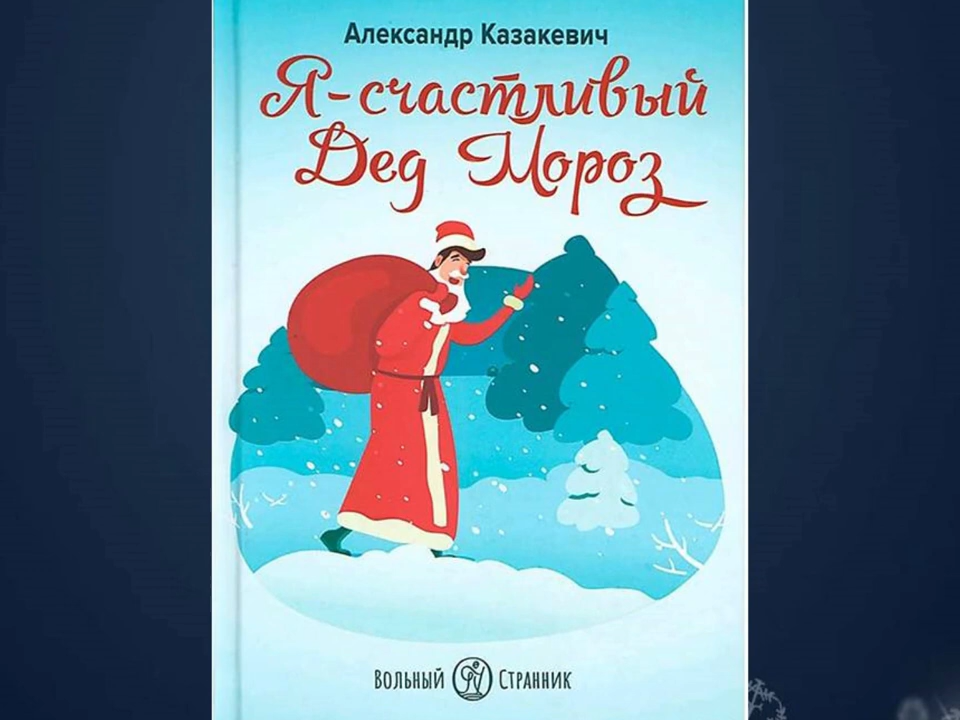 Александр Казакевич
Я-счастливый
Дед Мороз
Вольный Странник